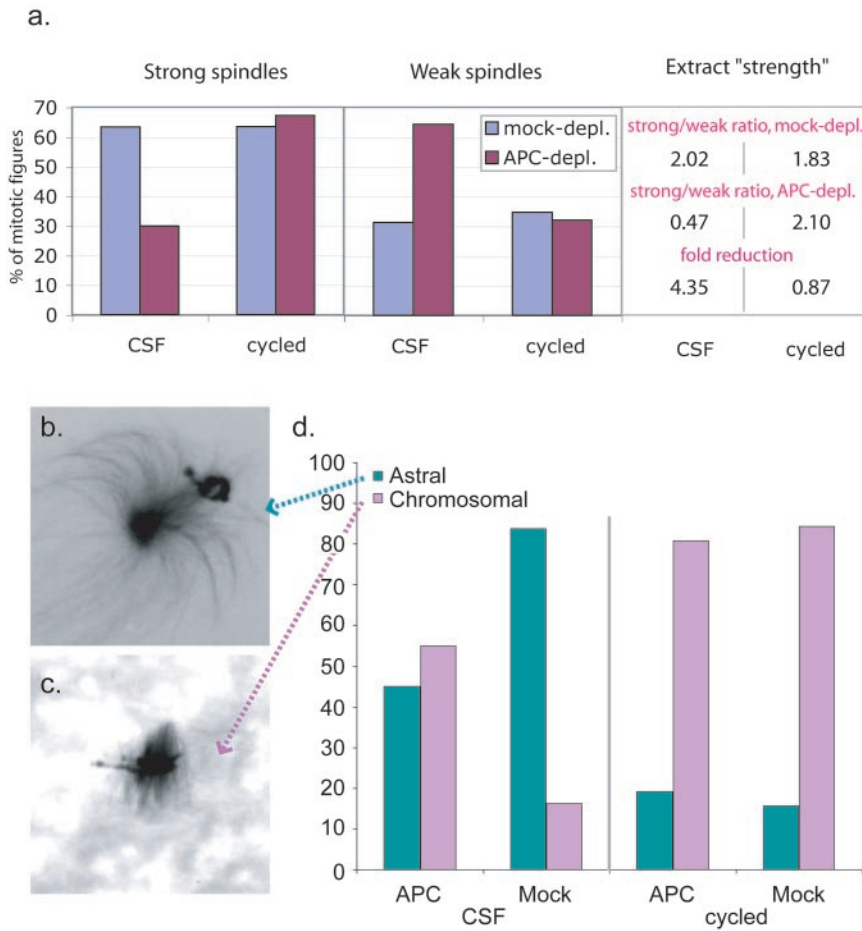 a.
Strong spindles
Weak spindles
Extract "strength"
% of mitotic figures
70
60
50
40
30
20
10
0
mock-depl.
APC-depl.
strong/weak ratio, mock-depl.
2.02 1.83
strong/weak ratio, APC-depl.
0.47 2.10
fold reduction
4.35 0.87
CSF cycled CSF cycled CSF cycled
b.
c.
d.
Astral
Chromosomal
100
90
80
70
60
50
40
30
20
10
0
APC Mock APC Mock
CSF cycled